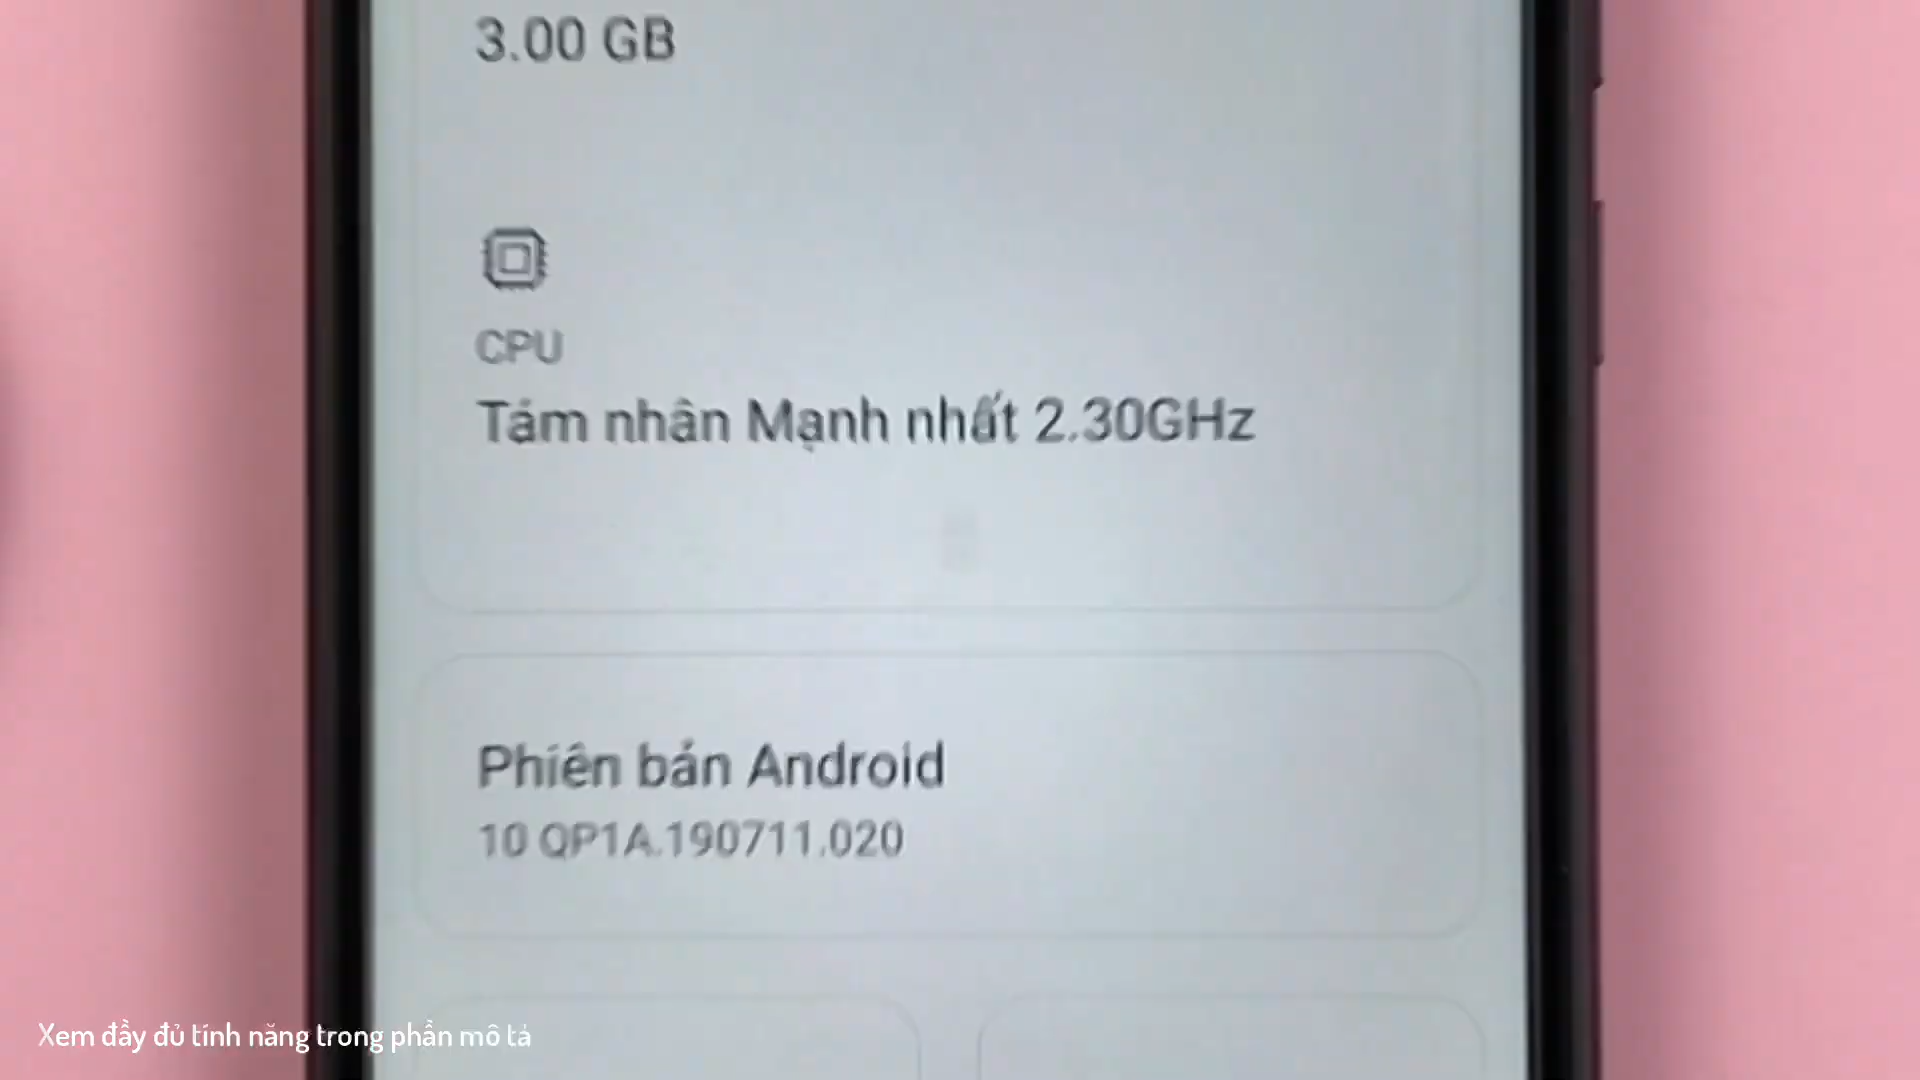 3.00 GB
CPU
Tám nhân Mạnh nhất 2.30GHz
Phiên bản Android
10 QP1A.190711.020
Xem đầy đủ tính năng trong phần mô tả